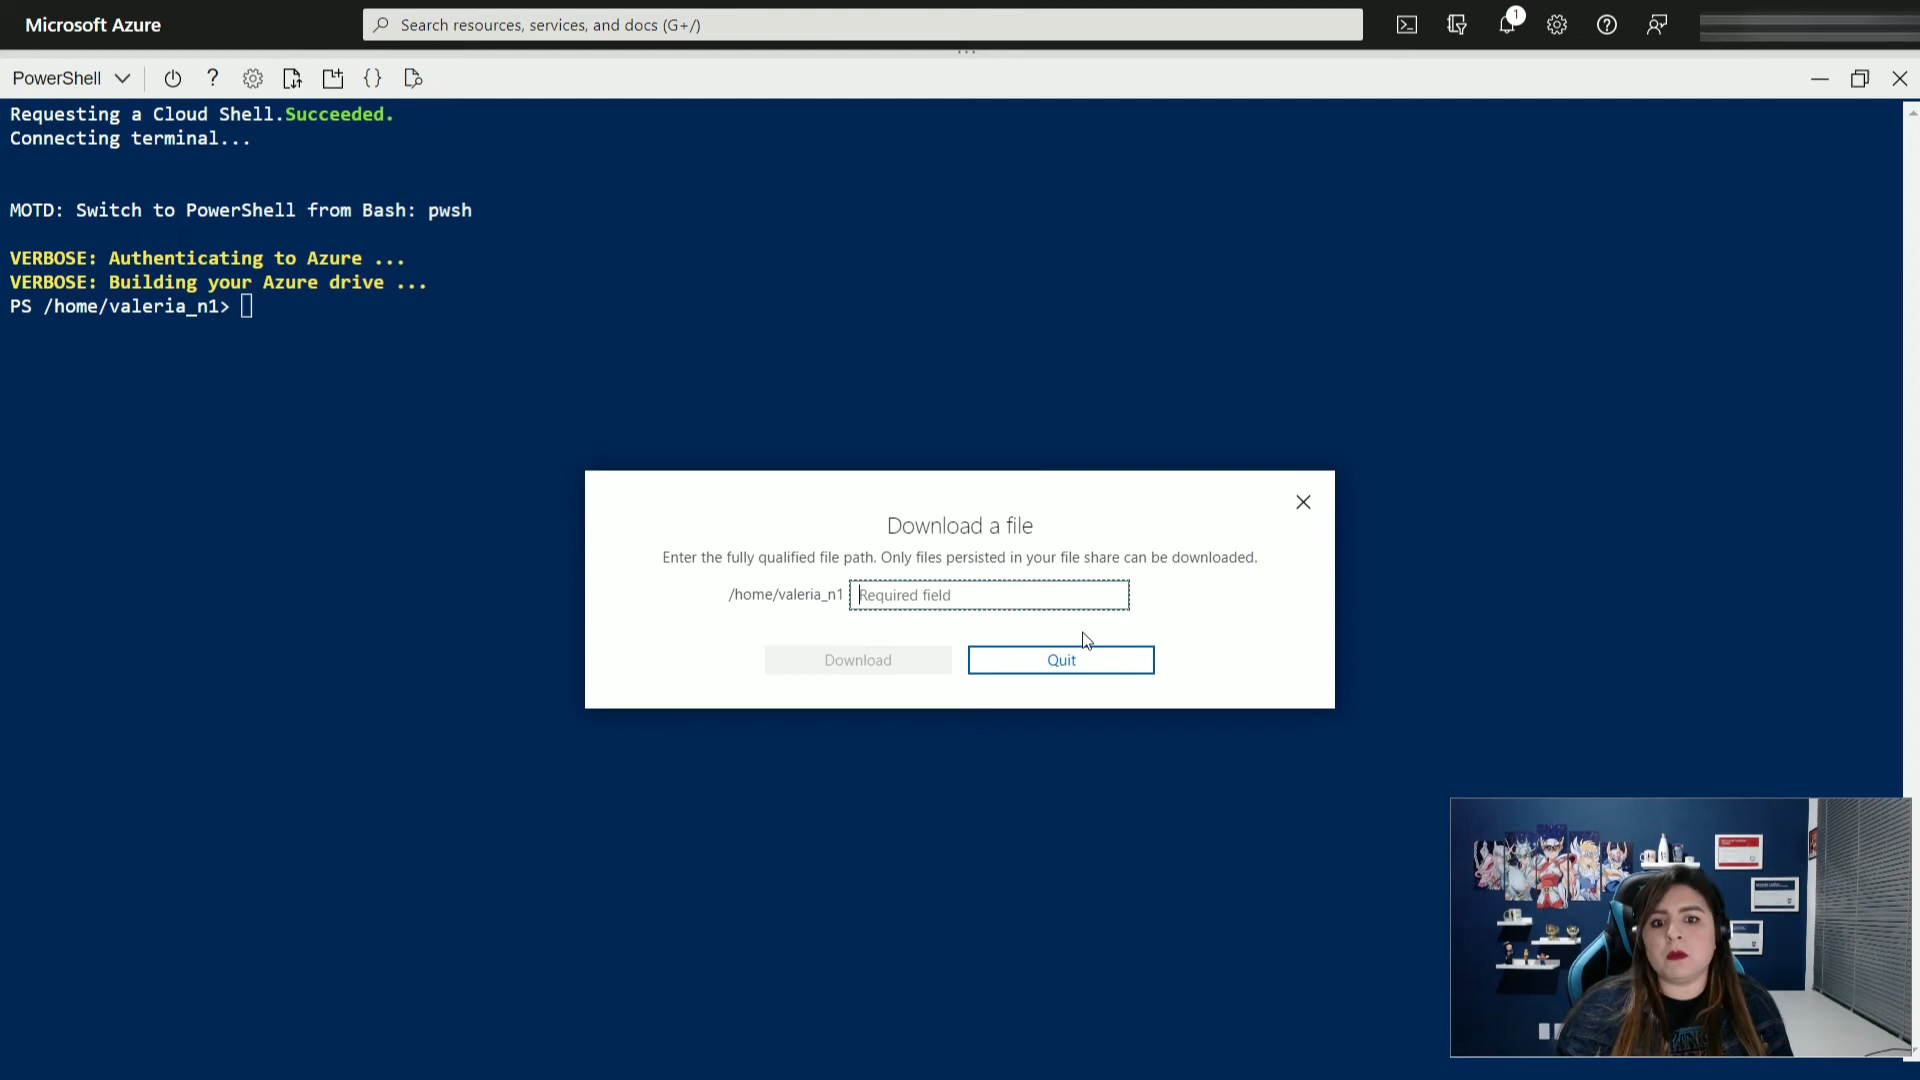 Microsoft Azure
Search resources, services, and docs (G+/)
1
PowerShell
Requesting a Cloud Shell.Succeeded.
Connecting terminal...
MOTD: Switch to PowerShell from Bash: pwsh
VERBOSE: Authenticating to Azure ...
VERBOSE: Building your Azure drive ...
PS /home/valeria_n1>
Download a file
Enter the fully qualified file path. Only files persisted in your file share can be downloaded.
/home/valeria_n1 Required field
Download Quit